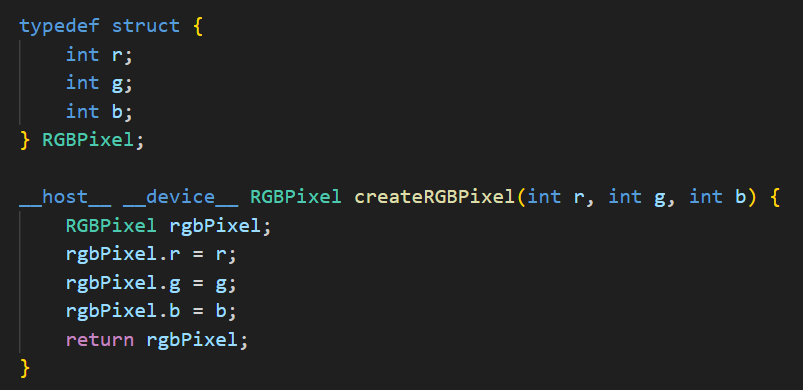 typedef struct {
    int r;
    int g;
    int b;
} RGBPixel;

__host__ __device__ RGBPixel createRGBPixel(int r, int g, int b) {
    RGBPixel rgbPixel;
    rgbPixel.r = r;
    rgbPixel.g = g;
    rgbPixel.b = b;
    return rgbPixel;
}